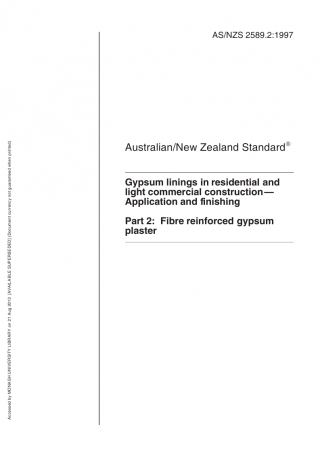 AS/NZS 2589.2:1997
Australian/New Zealand Standard®
Gypsum linings in residential and
light commercial construction—
Application and finishing
Part 2: Fibre reinforced gypsum
plaster
Accessed by MONASH UNIVERSITY LIBRARY on 21 Aug 2013 [AVAILABLE SUPERSEDED] (Document currency not guaranteed when printed)